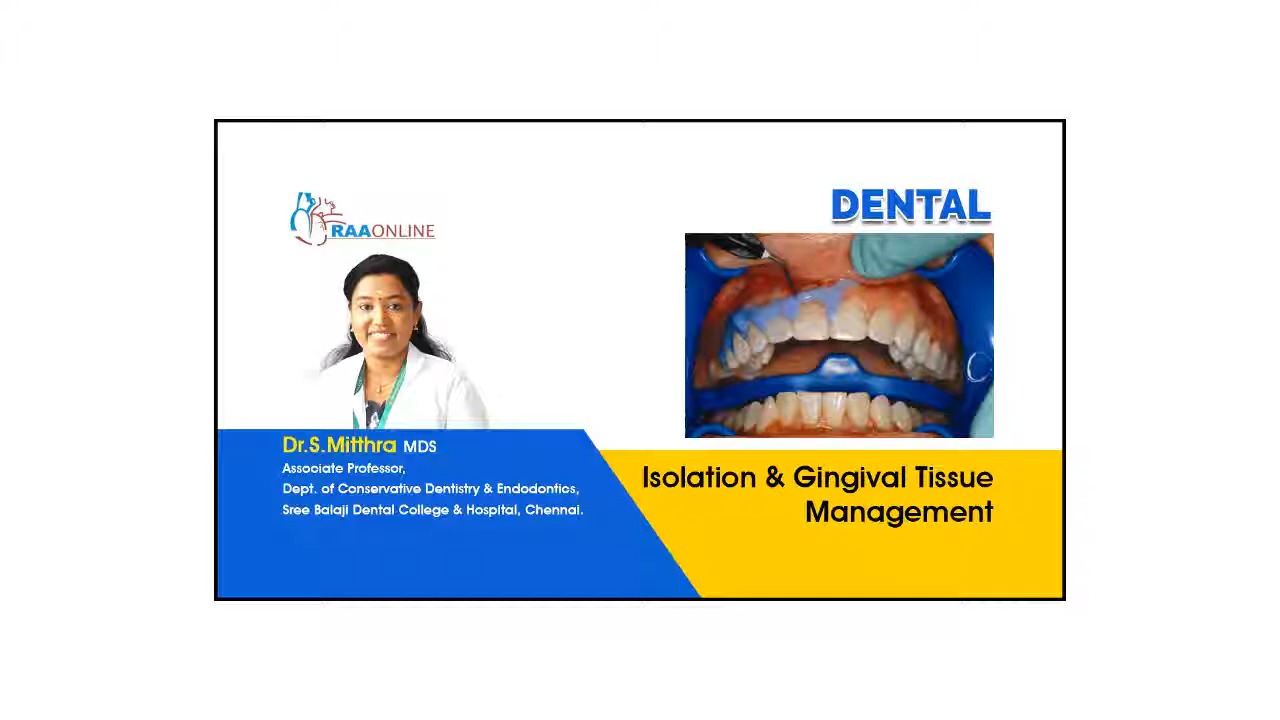 RAAONLINE
DENTAL
Dr.S.Mitthra MDS
Associate Professor,
Dept. of Conservative Dentistry & Endodontics,
Sree Balaji Dental College & Hospital, Chennai.
Isolation & Gingival Tissue
Management